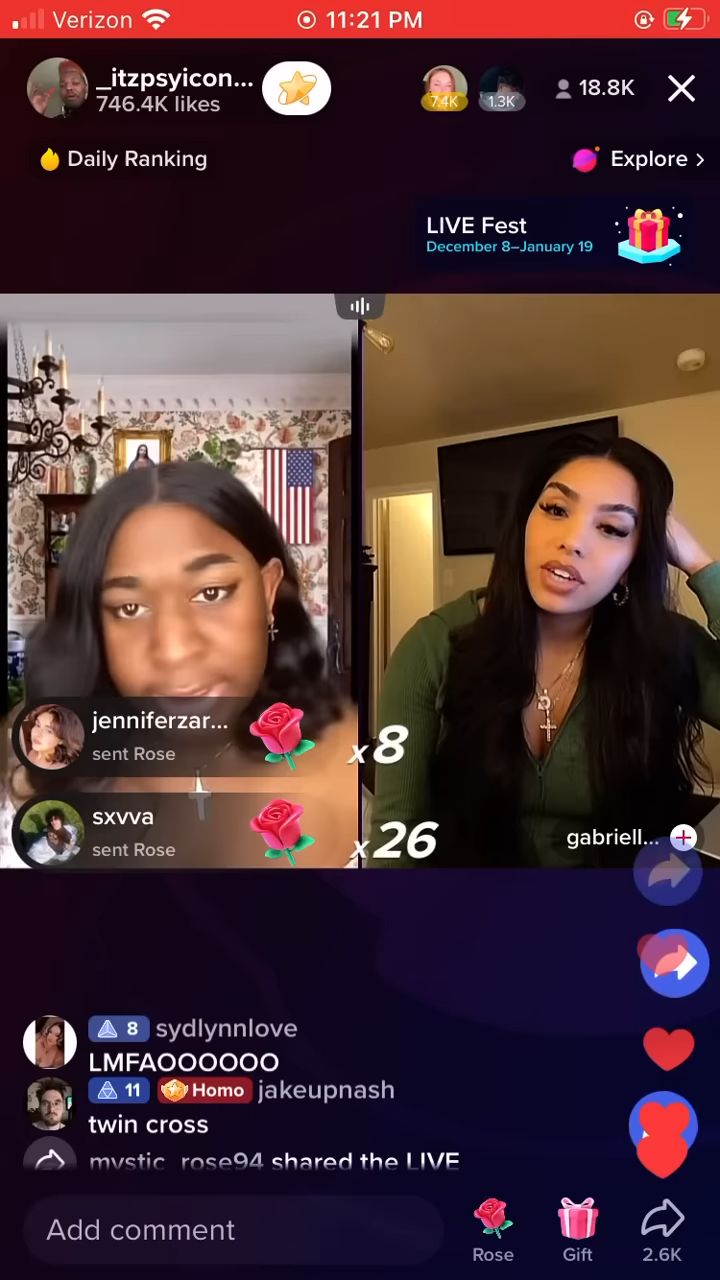 Verizon 11:21 PM
_itzpsyicon...
746.4K likes
7.4K
1.3K
18.8K
Daily Ranking
Explore >
LIVE Fest
December 8–January 19
jenniferzar...
sent Rose
x8
sxvva
sent Rose
x26
gabriell...
8 sydlynnlove
LMFAOOOOOO
11 Homo jakeupnash
twin cross
mystic_rose94 shared the LIVE
Add comment
Rose
Gift
2.6K